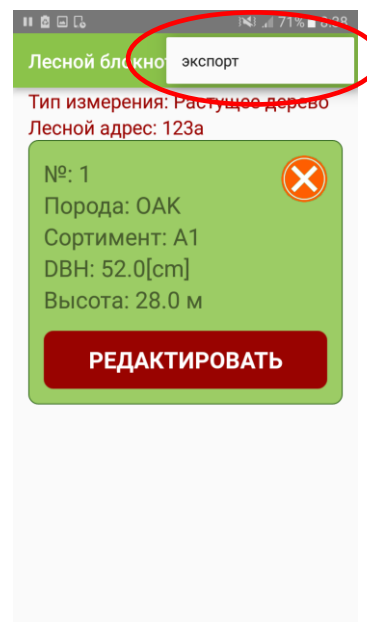 71%
Лесной блокно
экспорт
Тип измерения: Растущее дерево
Лесной адрес: 123а
№: 1
Порода: OAK
Сортимент: A1
DBH: 52.0[cm]
Высота: 28.0 м
РЕДАКТИРОВАТЬ